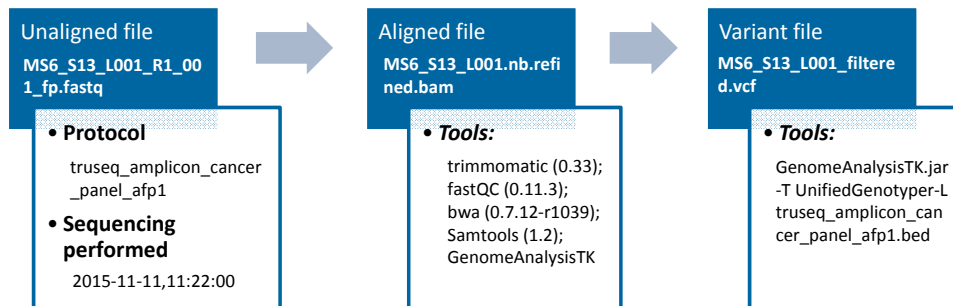 Unaligned file
MS6_S13_L001_R1_00
1_fp.fastq
• Protocol
truseq_amplicon_cancer
_panel_afp1
• Sequencing
performed
2015-11-11,11:22:00
Aligned file
MS6_S13_L001.nb.refi
ned.bam
• Tools:
trimmomatic (0.33);
fastQC (0.11.3);
bwa (0.7.12-r1039);
Samtools (1.2);
GenomeAnalysisTK
Variant file
MS6_S13_L001_filtere
d.vcf
• Tools:
GenomeAnalysisTK.jar
-T UnifiedGenotyper-L
truseq_amplicon_can
cer_panel_afp1.bed